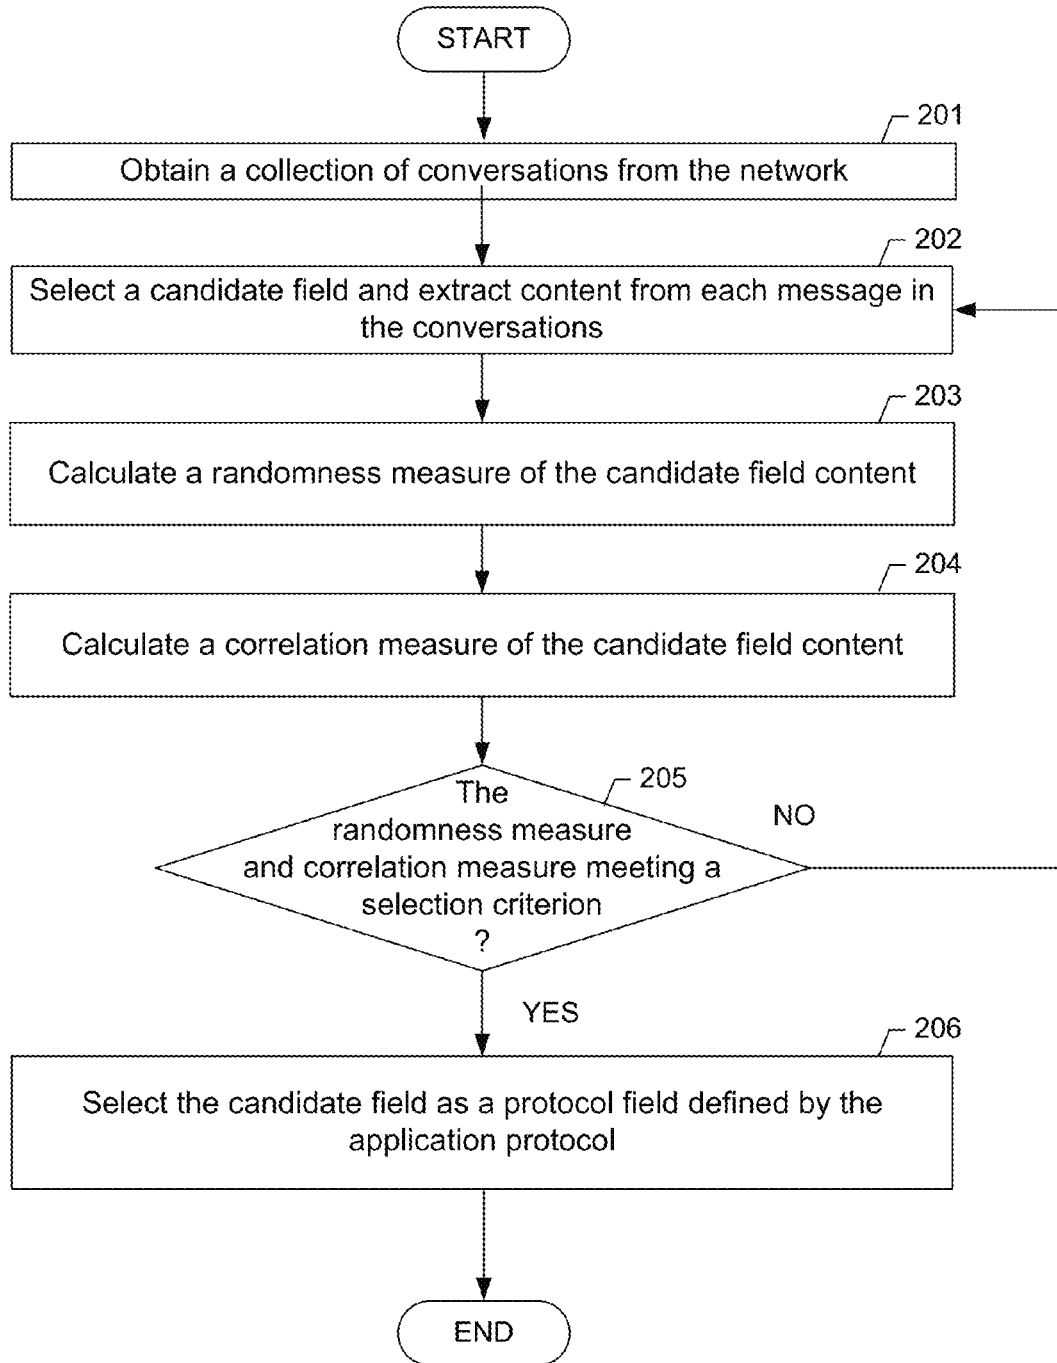 START
201
Obtain a collection of conversations from the network
202
Select a candidate field and extract content from each message in
the conversations
203
Calculate a randomness measure of the candidate field content
204
Calculate a correlation measure of the candidate field content
205
The
randomness measure
and correlation measure meeting a
selection criterion
?
NO
YES
206
Select the candidate field as a protocol field defined by the
application protocol
END